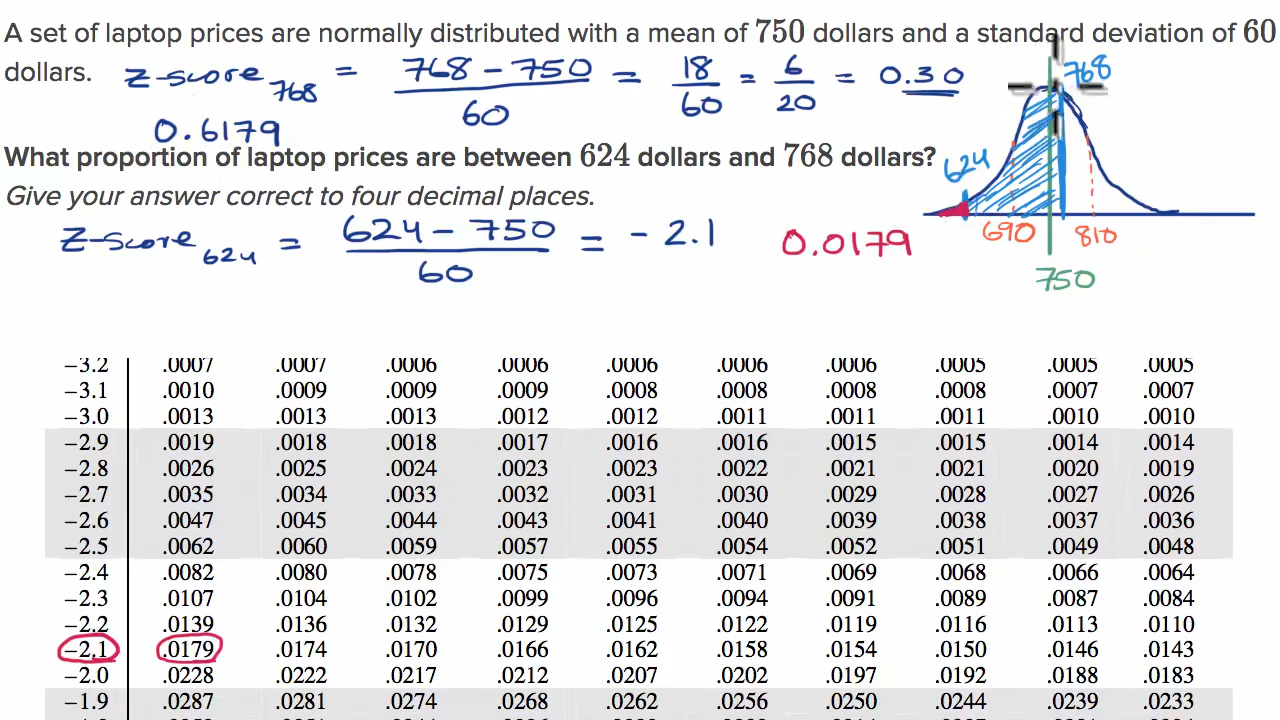 A set of laptop prices are normally distributed with a mean of 750 dollars and a standard deviation of 60
dollars. z-score 768 = 768 - 750 / 60 = 18 / 60 = 6 / 20 = 0.30
768
0.6179
What proportion of laptop prices are between 624 dollars and 768 dollars?
624
Give your answer correct to four decimal places.
z-score 624 = 624 - 750 / 60 = - 2.1 0.0179
690 810
750
−3.2 .0007 .0007 .0006 .0006 .0006 .0006 .0006 .0005 .0005 .0005
−3.1 .0010 .0009 .0009 .0009 .0008 .0008 .0008 .0008 .0007 .0007
−3.0 .0013 .0013 .0013 .0012 .0012 .0011 .0011 .0011 .0010 .0010
−2.9 .0019 .0018 .0018 .0017 .0016 .0016 .0015 .0015 .0014 .0014
−2.8 .0026 .0025 .0024 .0023 .0023 .0022 .0021 .0021 .0020 .0019
−2.7 .0035 .0034 .0033 .0032 .0031 .0030 .0029 .0028 .0027 .0026
−2.6 .0047 .0045 .0044 .0043 .0041 .0040 .0039 .0038 .0037 .0036
−2.5 .0062 .0060 .0059 .0057 .0055 .0054 .0052 .0051 .0049 .0048
−2.4 .0082 .0080 .0078 .0075 .0073 .0071 .0069 .0068 .0066 .0064
−2.3 .0107 .0104 .0102 .0099 .0096 .0094 .0091 .0089 .0087 .0084
−2.2 .0139 .0136 .0132 .0129 .0125 .0122 .0119 .0116 .0113 .0110
−2.1 .0179 .0174 .0170 .0166 .0162 .0158 .0154 .0150 .0146 .0143
−2.0 .0228 .0222 .0217 .0212 .0207 .0202 .0197 .0192 .0188 .0183
−1.9 .0287 .0281 .0274 .0268 .0262 .0256 .0250 .0244 .0239 .0233